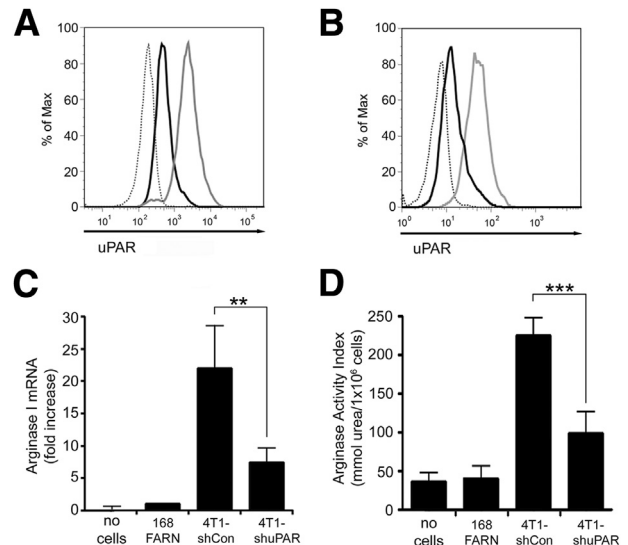 A
B
100
80
60
40
20
0
% of Max
10¹ 10² 10³ 10⁴ 10⁵
uPAR
100
80
60
40
20
0
% of Max
10⁰ 10¹ 10² 10³
uPAR
C
D
**
35
30
25
20
15
10
5
0
Arginase I mRNA
(fold increase)
no cells
168 FARN
4T1-shCon
4T1-shuPAR
***
250
200
150
100
50
0
Arginase Activity Index
(mmol urea/1x10⁶ cells)
no cells
168 FARN
4T1-shCon
4T1-shuPAR